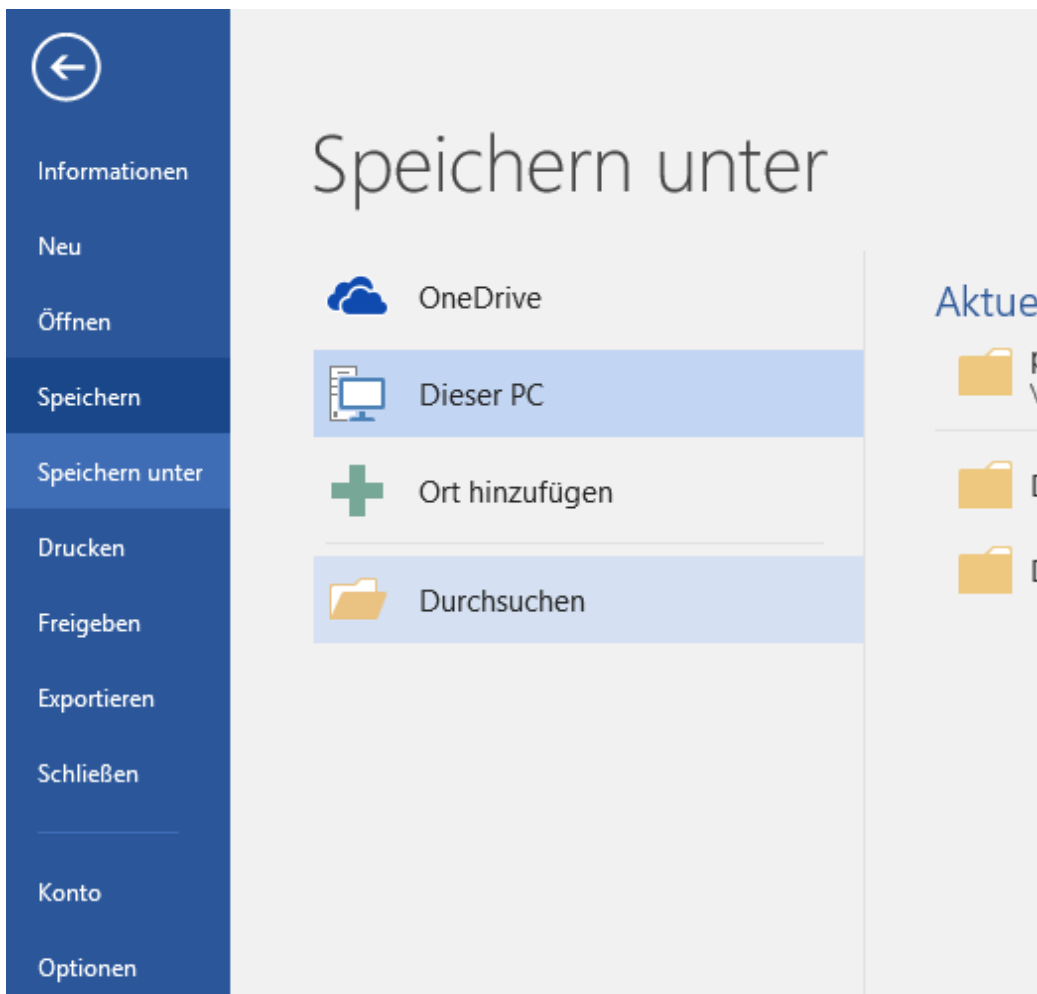 Informationen
Neu
Öffnen
Speichern
Speichern unter
Drucken
Freigeben
Exportieren
Schließen
Konto
Optionen
Speichern unter
OneDrive
Dieser PC
Ort hinzufügen
Durchsuchen